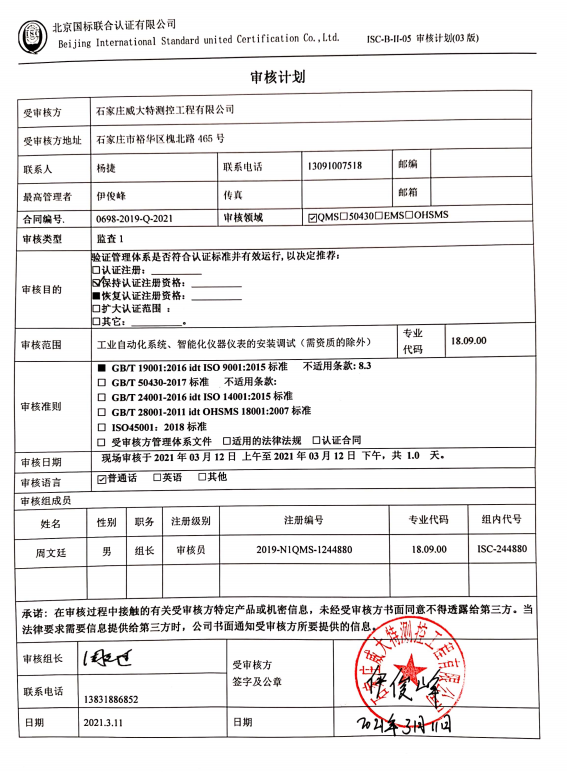 北京国标联合认证有限公司
Beijing International Standard united Certification Co.,Ltd. ISC-B-II-05 审核计划(03 版)
审核计划
受审核方 石家庄威大特测控工程有限公司
受审核方地址 石家庄市裕华区槐北路 465 号
联系人 杨捷 联系电话 13091007518 邮编
最高管理者 伊俊峰 传真 邮箱
合同编号. 0698-2019-Q-2021 审核领域 ☑QMS☐50430☐EMS☐OHSMS
审核类型 监查 1
审核目的
验证管理体系是否符合认证标准并有效运行, 以决定推荐:
☐认证注册: ________
☑保持认证注册资格: ________
■恢复认证注册资格: ________
☐扩大认证范围 :
☐其它: ________。
审核范围 工业自动化系统、智能化仪器仪表的安装调试（需资质的除外） 专业代码 18.09.00
审核准则
■ GB/T 19001:2016 idt ISO 9001:2015 标准 不适用条款: 8.3
☐ GB/T 50430-2017 标准 不适用条款:
☐ GB/T 24001-2016 idt ISO 14001:2015 标准
☐ GB/T 28001-2011 idt OHSMS 18001:2007 标准
☐ ISO45001: 2018 标准
☐ 受审核方管理体系文件 ☐适用的法律法规 ☐认证合同
审核日期 现场审核于 2021 年 03 月 12 日 上午至 2021 年 03 月 12 日 下午, 共 1.0 天。
审核语言 ☑普通话 ☐英语 ☐其他
审核组成员
姓名 性别 职务 注册级别 注册编号 专业代码 组内代号
周文廷 男 组长 审核员 2019-N1QMS-1244880 18.09.00 ISC-244880
承诺: 在审核过程中接触的有关受审核方特定产品或机密信息, 未经受审核方书面同意不得透露给第三方。当
法律要求需要信息提供给第三方时, 公司书面通知受审核方所要提供的信息。
审核组长
受审核方
签字及公章
石家庄威大特测控工程有限公司
伊俊峰
联系电话 13831886852
日期 2021.3.11 日期 2021年3月11日